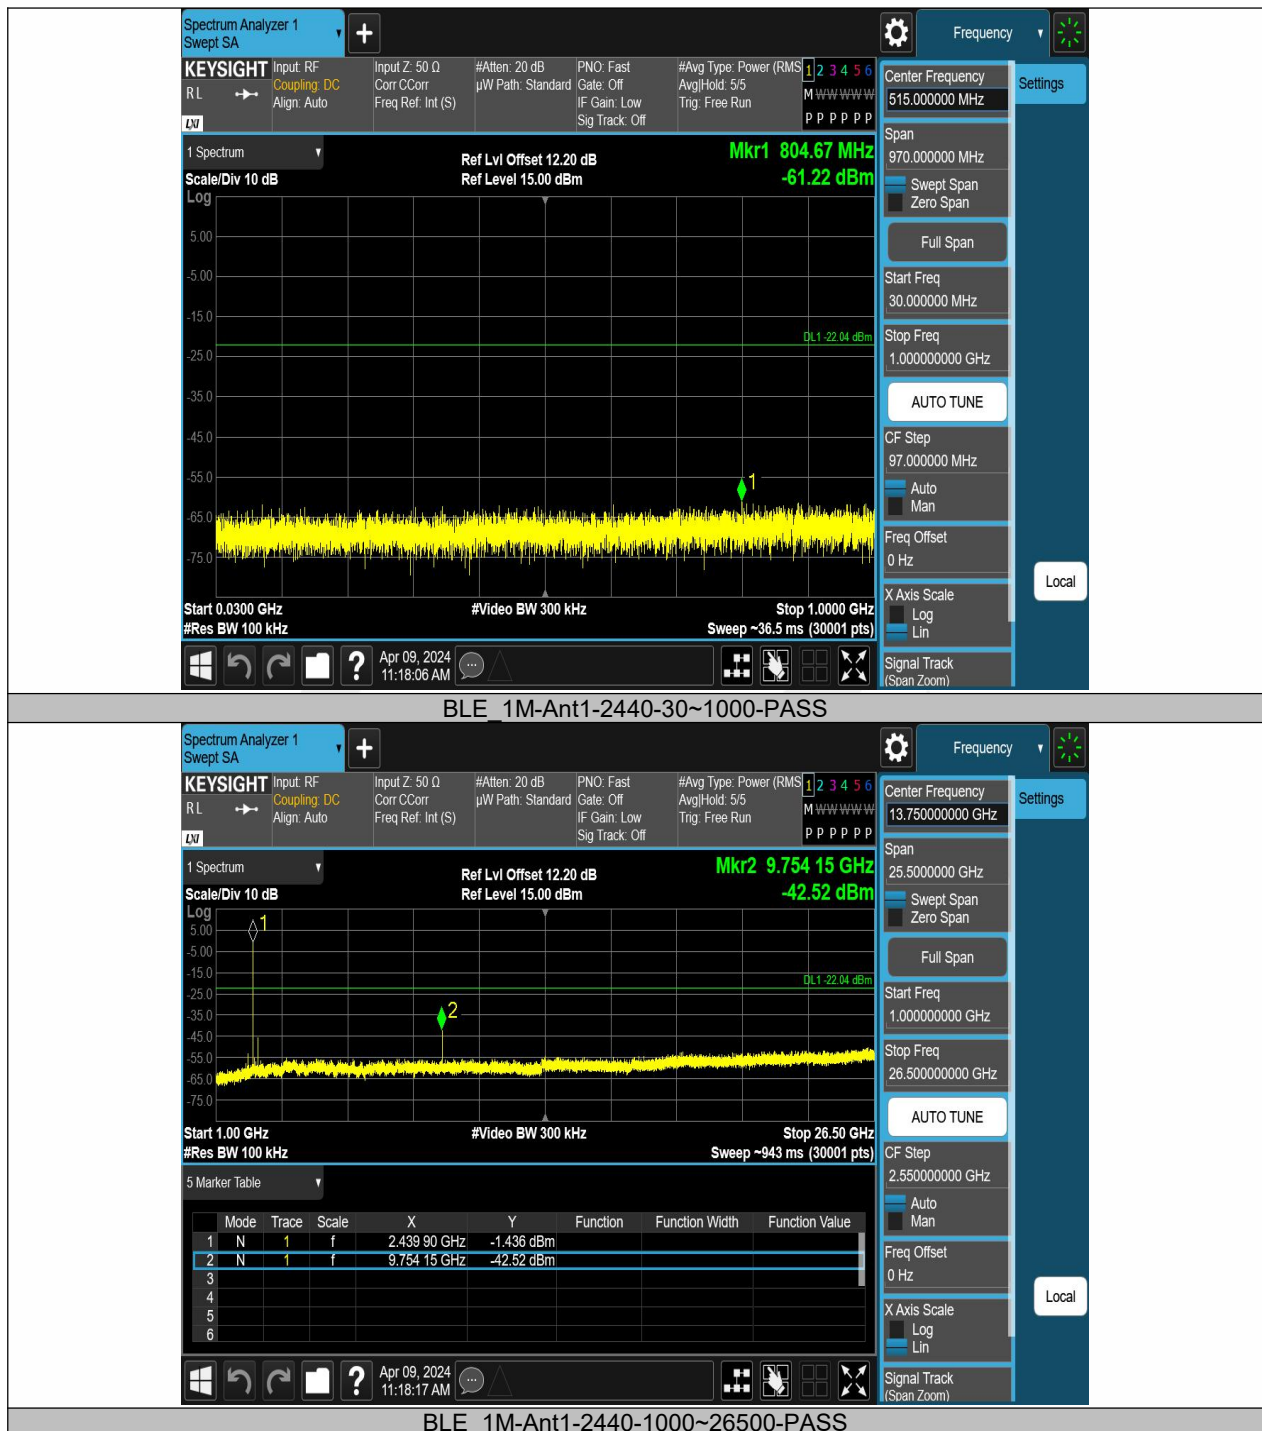 Spectrum Analyzer 1
Swept SA
Frequency
KEYSIGHT
RL
LXI
Input: RF
Coupling: DC
Align: Auto
Input Z: 50 Ω
Corr CCorr
Freq Ref: Int (S)
#Atten: 20 dB
µW Path: Standard
PNO: Fast
Gate: Off
IF Gain: Low
Sig Track: Off
#Avg Type: Power (RMS
Avg|Hold: 5/5
Trig: Free Run
1 2 3 4 5 6
M W W W W W
P P P P P P
Center Frequency
515.000000 MHz
Settings
Span
970.000000 MHz
Swept Span
Zero Span
Full Span
Start Freq
30.000000 MHz
Stop Freq
1.000000000 GHz
AUTO TUNE
CF Step
97.000000 MHz
Auto
Man
Freq Offset
0 Hz
X Axis Scale
Log
Lin
Signal Track
(Span Zoom)
Local
1 Spectrum
Scale/Div 10 dB
Log
Ref Lvl Offset 12.20 dB
Ref Level 15.00 dBm
Mkr1 804.67 MHz
-61.22 dBm
5.00
-5.00
-15.0
DL1 -22.04 dBm
-25.0
-35.0
-45.0
-55.0
1
-65.0
-75.0
Start 0.0300 GHz
#Video BW 300 kHz
Stop 1.0000 GHz
#Res BW 100 kHz
Sweep ~36.5 ms (30001 pts)
?
Apr 09, 2024
11:18:06 AM
BLE_1M-Ant1-2440-30~1000-PASS
Spectrum Analyzer 1
Swept SA
Frequency
KEYSIGHT
RL
LXI
Input: RF
Coupling: DC
Align: Auto
Input Z: 50 Ω
Corr CCorr
Freq Ref: Int (S)
#Atten: 20 dB
µW Path: Standard
PNO: Fast
Gate: Off
IF Gain: Low
Sig Track: Off
#Avg Type: Power (RMS
Avg|Hold: 5/5
Trig: Free Run
1 2 3 4 5 6
M W W W W W
P P P P P P
Center Frequency
13.750000000 GHz
Settings
Span
25.5000000 GHz
Swept Span
Zero Span
Full Span
Start Freq
1.000000000 GHz
Stop Freq
26.500000000 GHz
AUTO TUNE
CF Step
2.550000000 GHz
Auto
Man
Freq Offset
0 Hz
X Axis Scale
Log
Lin
Signal Track
(Span Zoom)
Local
1 Spectrum
Scale/Div 10 dB
Log
Ref Lvl Offset 12.20 dB
Ref Level 15.00 dBm
Mkr2 9.754 15 GHz
-42.52 dBm
1
5.00
-5.00
-15.0
DL1 -22.04 dBm
-25.0
-35.0
2
-45.0
-55.0
-65.0
-75.0
Start 1.00 GHz
#Video BW 300 kHz
Stop 26.50 GHz
#Res BW 100 kHz
Sweep ~943 ms (30001 pts)
5 Marker Table
Mode Trace Scale X Y Function Function Width Function Value
1 N 1 f 2.439 90 GHz -1.436 dBm
2 N 1 f 9.754 15 GHz -42.52 dBm
3
4
5
6
?
Apr 09, 2024
11:18:17 AM
BLE_1M-Ant1-2440-1000~26500-PASS